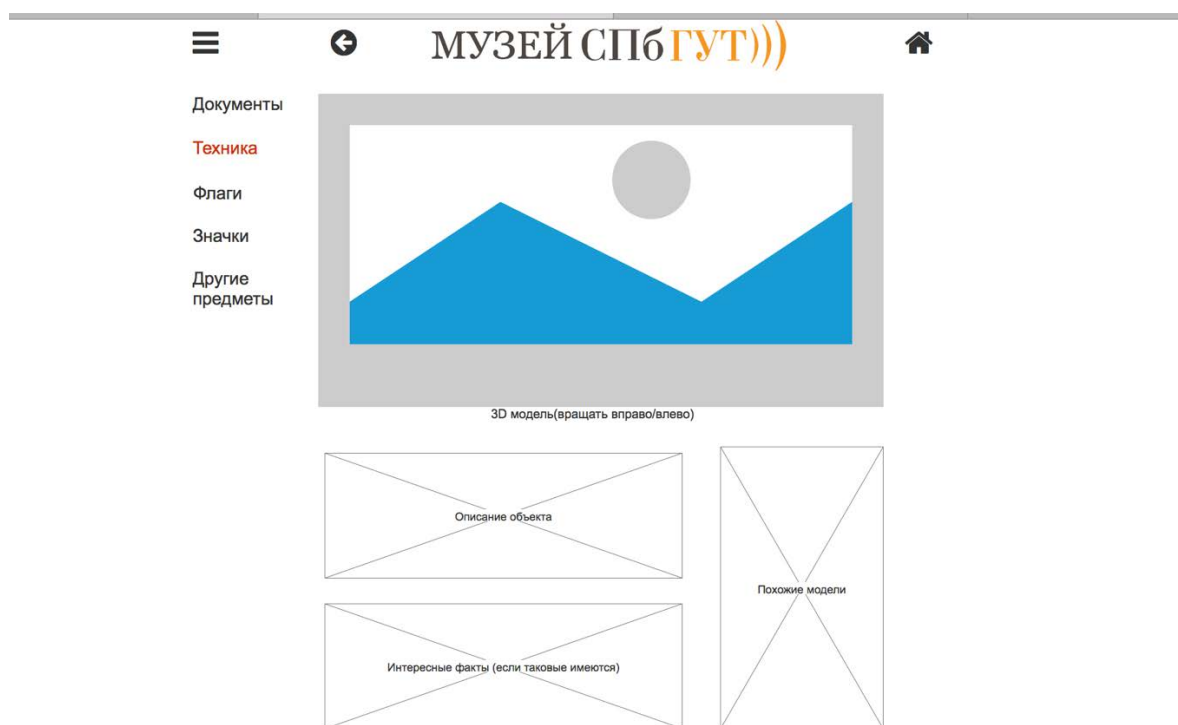 МУЗЕЙ СПбГУТ)))
Документы
Техника
Флаги
Значки
Другие
предметы
3D модель(вращать вправо/влево)
Описание объекта
Похожие модели
Интересные факты (если таковые имеются)